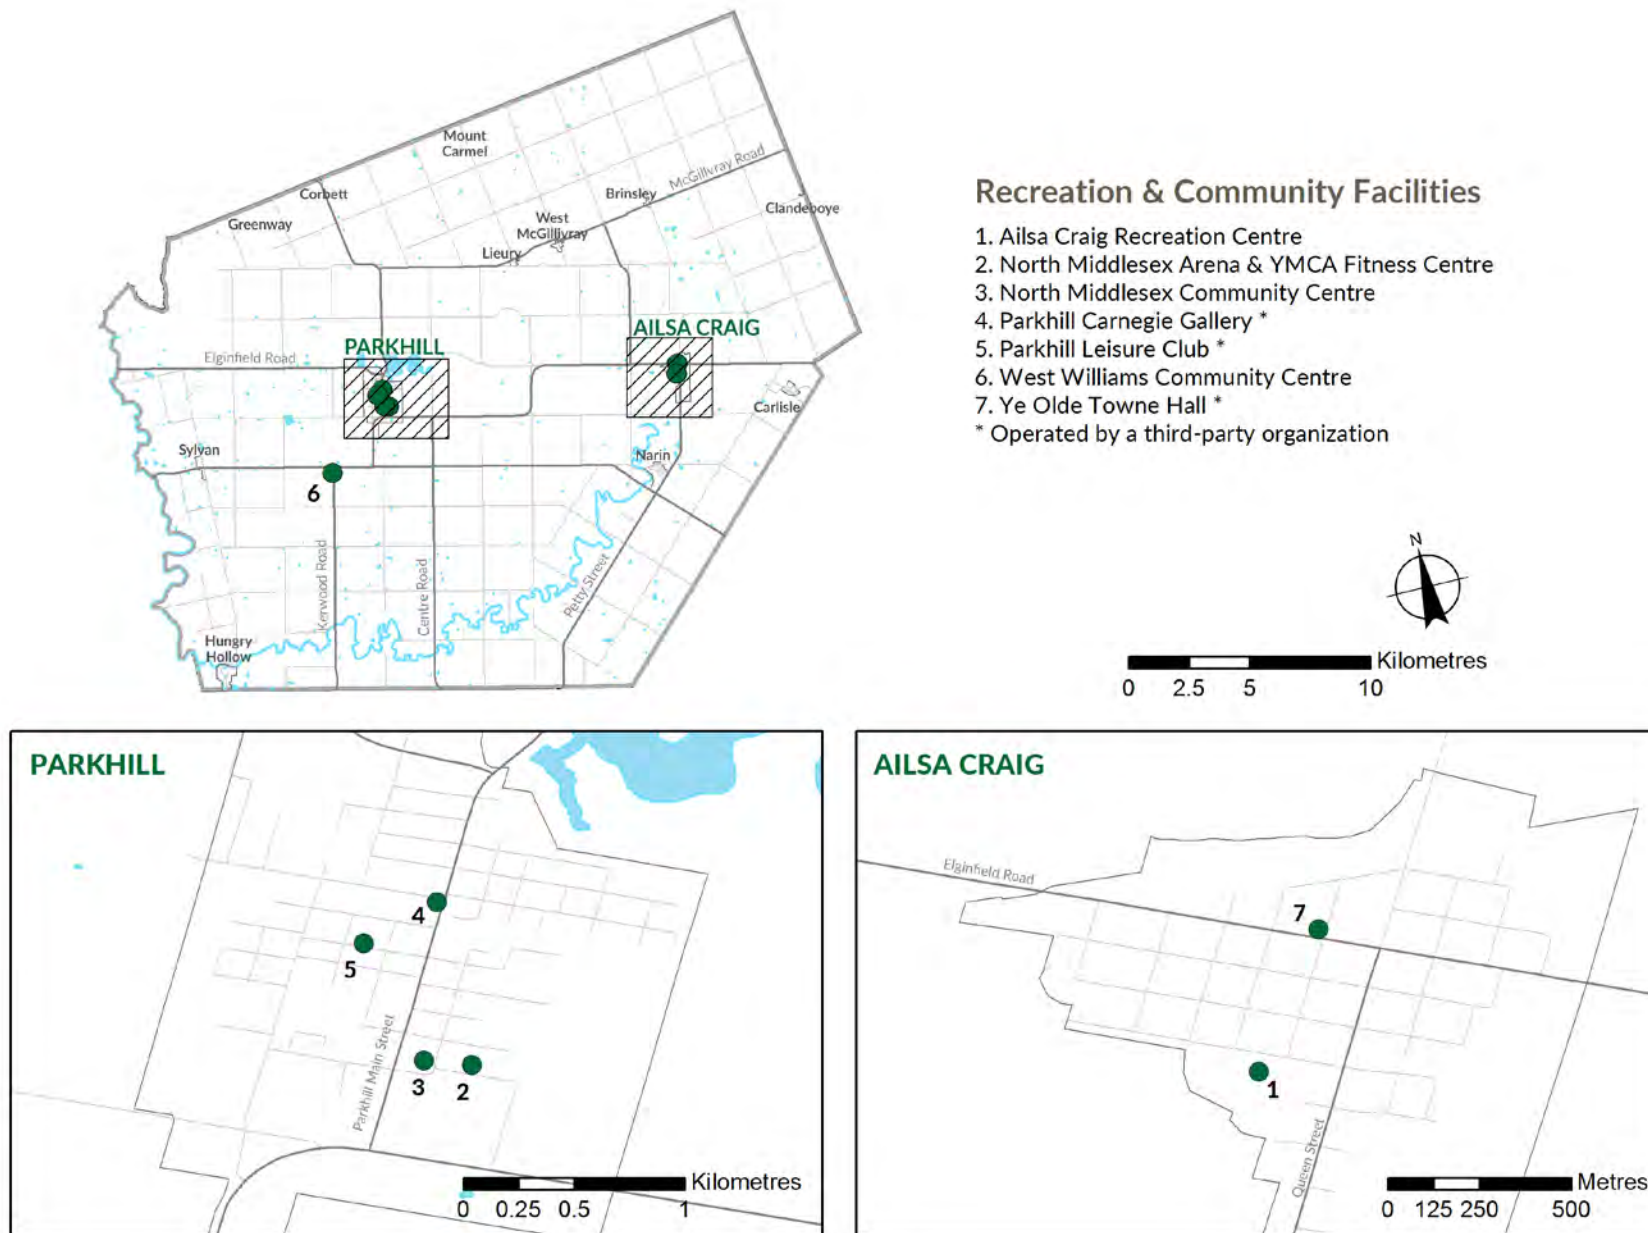 Mount
Carmel
Corbett
Greenway
Brinsley
McGillvray Road
West
McGillivray
Clandeboye
Lieury
AILSA CRAIG
PARKHILL
Elginfield Road
Carlisle
Sylvan
Narin
6
Kerwood Road
Centre Road
Petty Street
Hungry
Hollow
Recreation & Community Facilities
1. Ailsa Craig Recreation Centre
2. North Middlesex Arena & YMCA Fitness Centre
3. North Middlesex Community Centre
4. Parkhill Carnegie Gallery *
5. Parkhill Leisure Club *
6. West Williams Community Centre
7. Ye Olde Towne Hall *
* Operated by a third-party organization
N
Kilometres
0 2.5 5 10
PARKHILL
4
5
Parkhill Main Street
3 2
Kilometres
0 0.25 0.5 1
AILSA CRAIG
Elginfield Road
7
1
Queen Street
Metres
0 125 250 500